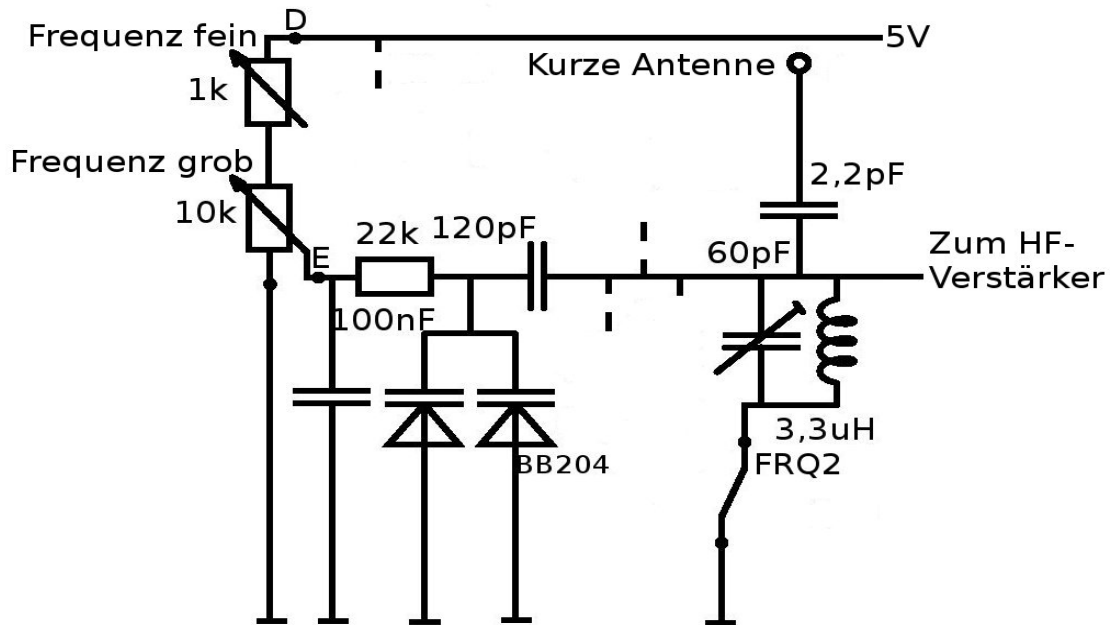 D
Frequenz fein
5V
Kurze Antenne
1k
Frequenz grob
2,2pF
10k
22k
120pF
E
60pF
Zum HF-
Verstärker
100nF
3,3uH
FRQ2
BB204